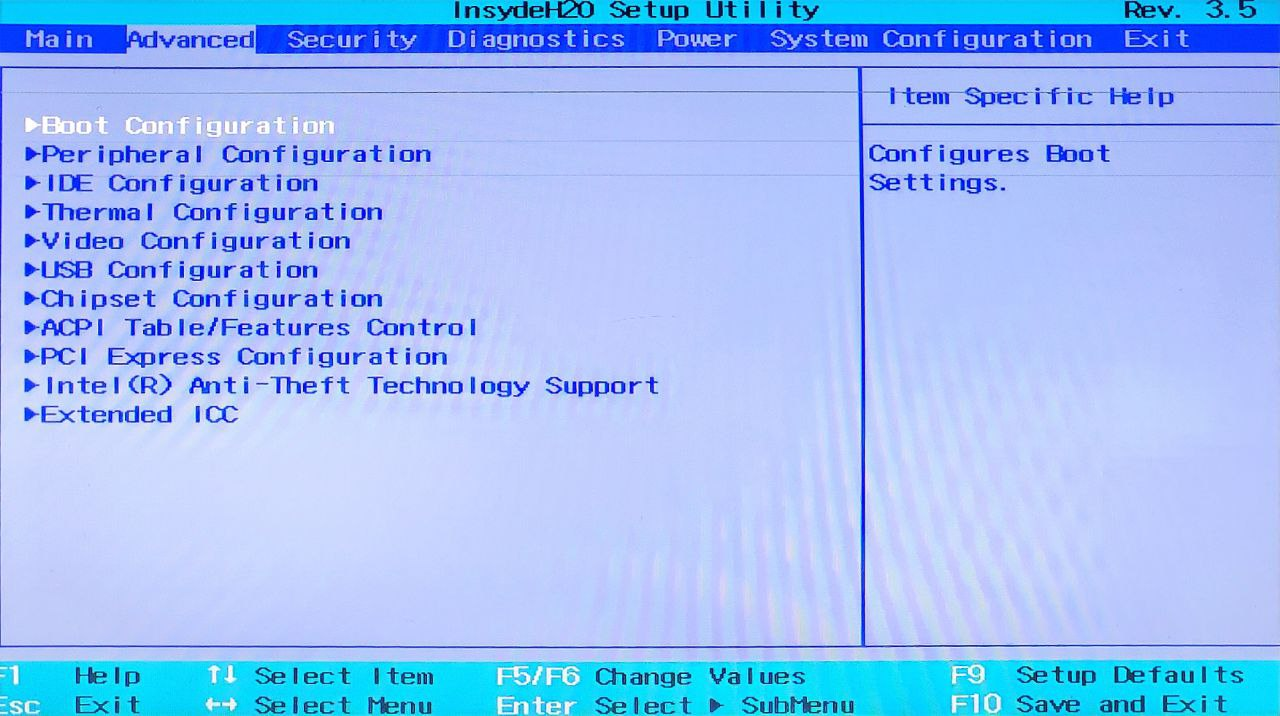 InsydeH2O Setup Utility Rev. 3.5
Main Advanced Security Diagnostics Power System Configuration Exit
Item Specific Help
▶Boot Configuration
▶Peripheral Configuration
▶IDE Configuration
▶Thermal Configuration
▶Video Configuration
▶USB Configuration
▶Chipset Configuration
▶ACPI Table/Features Control
▶PCI Express Configuration
▶Intel(R) Anti-Theft Technology Support
▶Extended ICC
Configures Boot
Settings.
F1 Help ↑↓ Select Item F5/F6 Change Values F9 Setup Defaults
Esc Exit ↔ Select Menu Enter Select ▶ SubMenu F10 Save and Exit